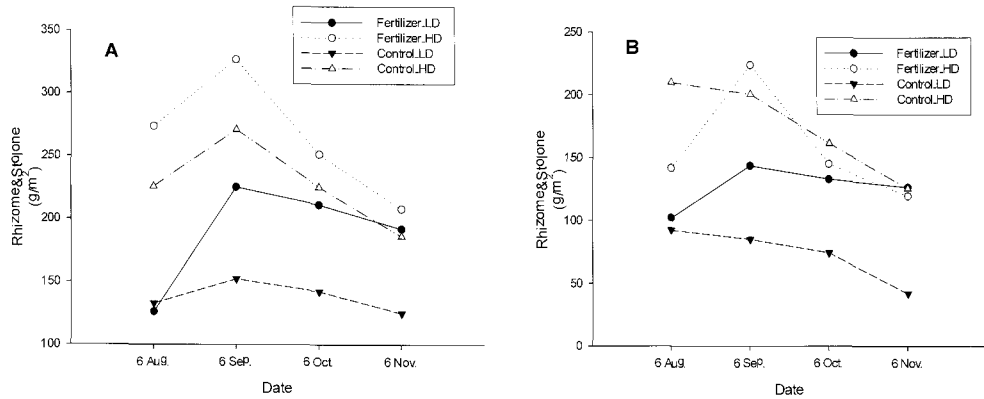 A
Fertilizer.LD
Fertilizer.HD
Control.LD
Control.HD
350
300
250
200
150
100
Rhizome&Stolone
(g/m²)
6 Aug.
6 Sep.
6 Oct.
6 Nov.
Date
B
Fertilizer.LD
Fertilizer.HD
Control.LD
Control.HD
250
200
150
100
50
0
Rhizome&Stolone
(g/m²)
6 Aug.
6 Sep.
6 Oct.
6 Nov.
Date